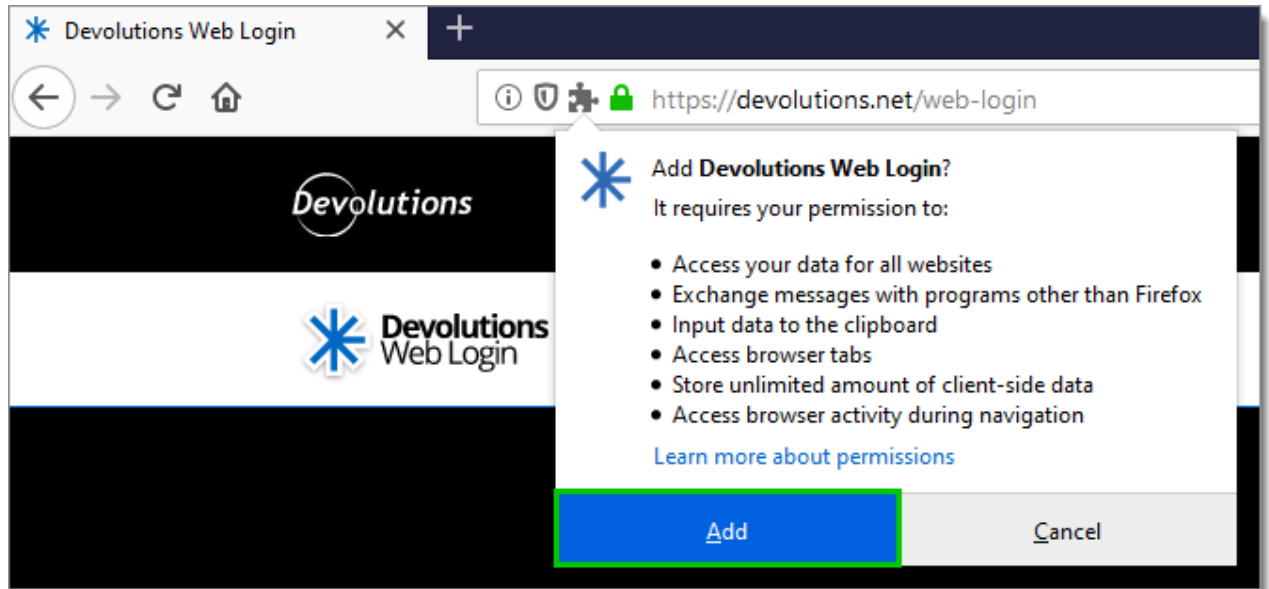 Devolutions Web Login
https://devolutions.net/web-login
Devolutions
Devolutions
Web Login
Add Devolutions Web Login?
It requires your permission to:
• Access your data for all websites
• Exchange messages with programs other than Firefox
• Input data to the clipboard
• Access browser tabs
• Store unlimited amount of client-side data
• Access browser activity during navigation
Learn more about permissions
Add
Cancel